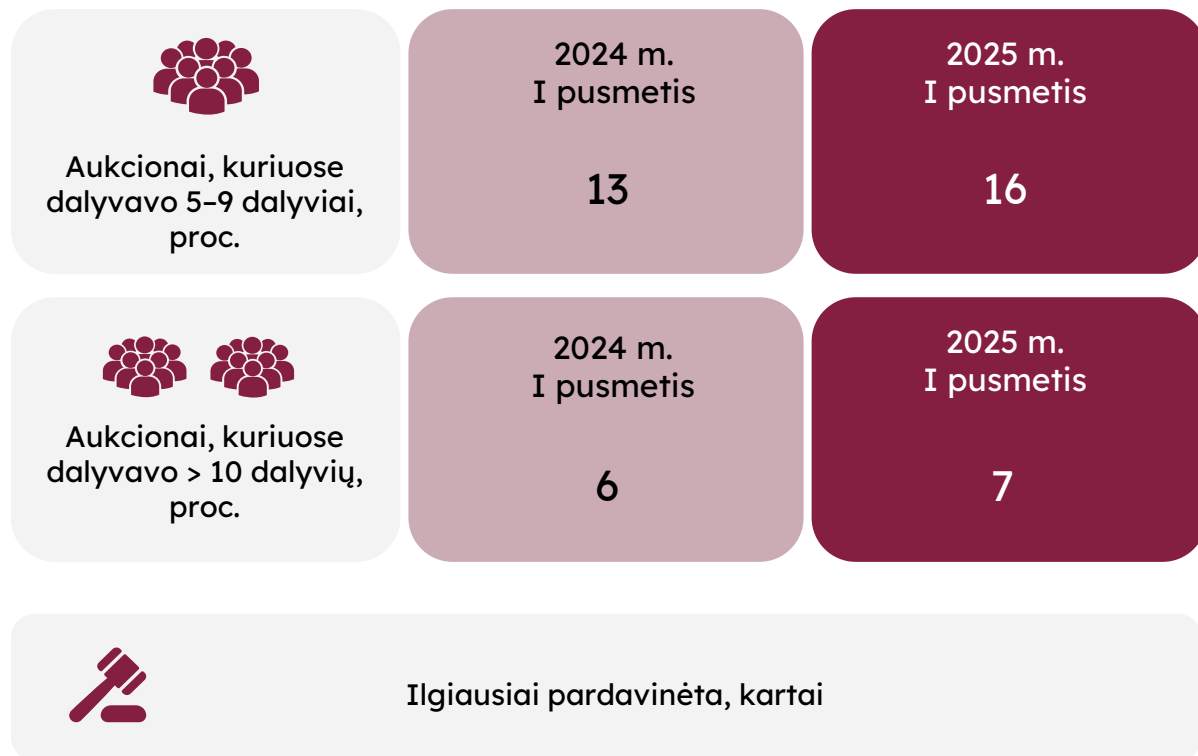 Aukcionai, kuriuose
dalyvavo 5–9 dalyviai,
proc.
2024 m.
I pusmetis
13
2025 m.
I pusmetis
16
Aukcionai, kuriuose
dalyvavo > 10 dalyvių,
proc.
2024 m.
I pusmetis
6
2025 m.
I pusmetis
7
Ilgiausiai pardavinėta, kartai